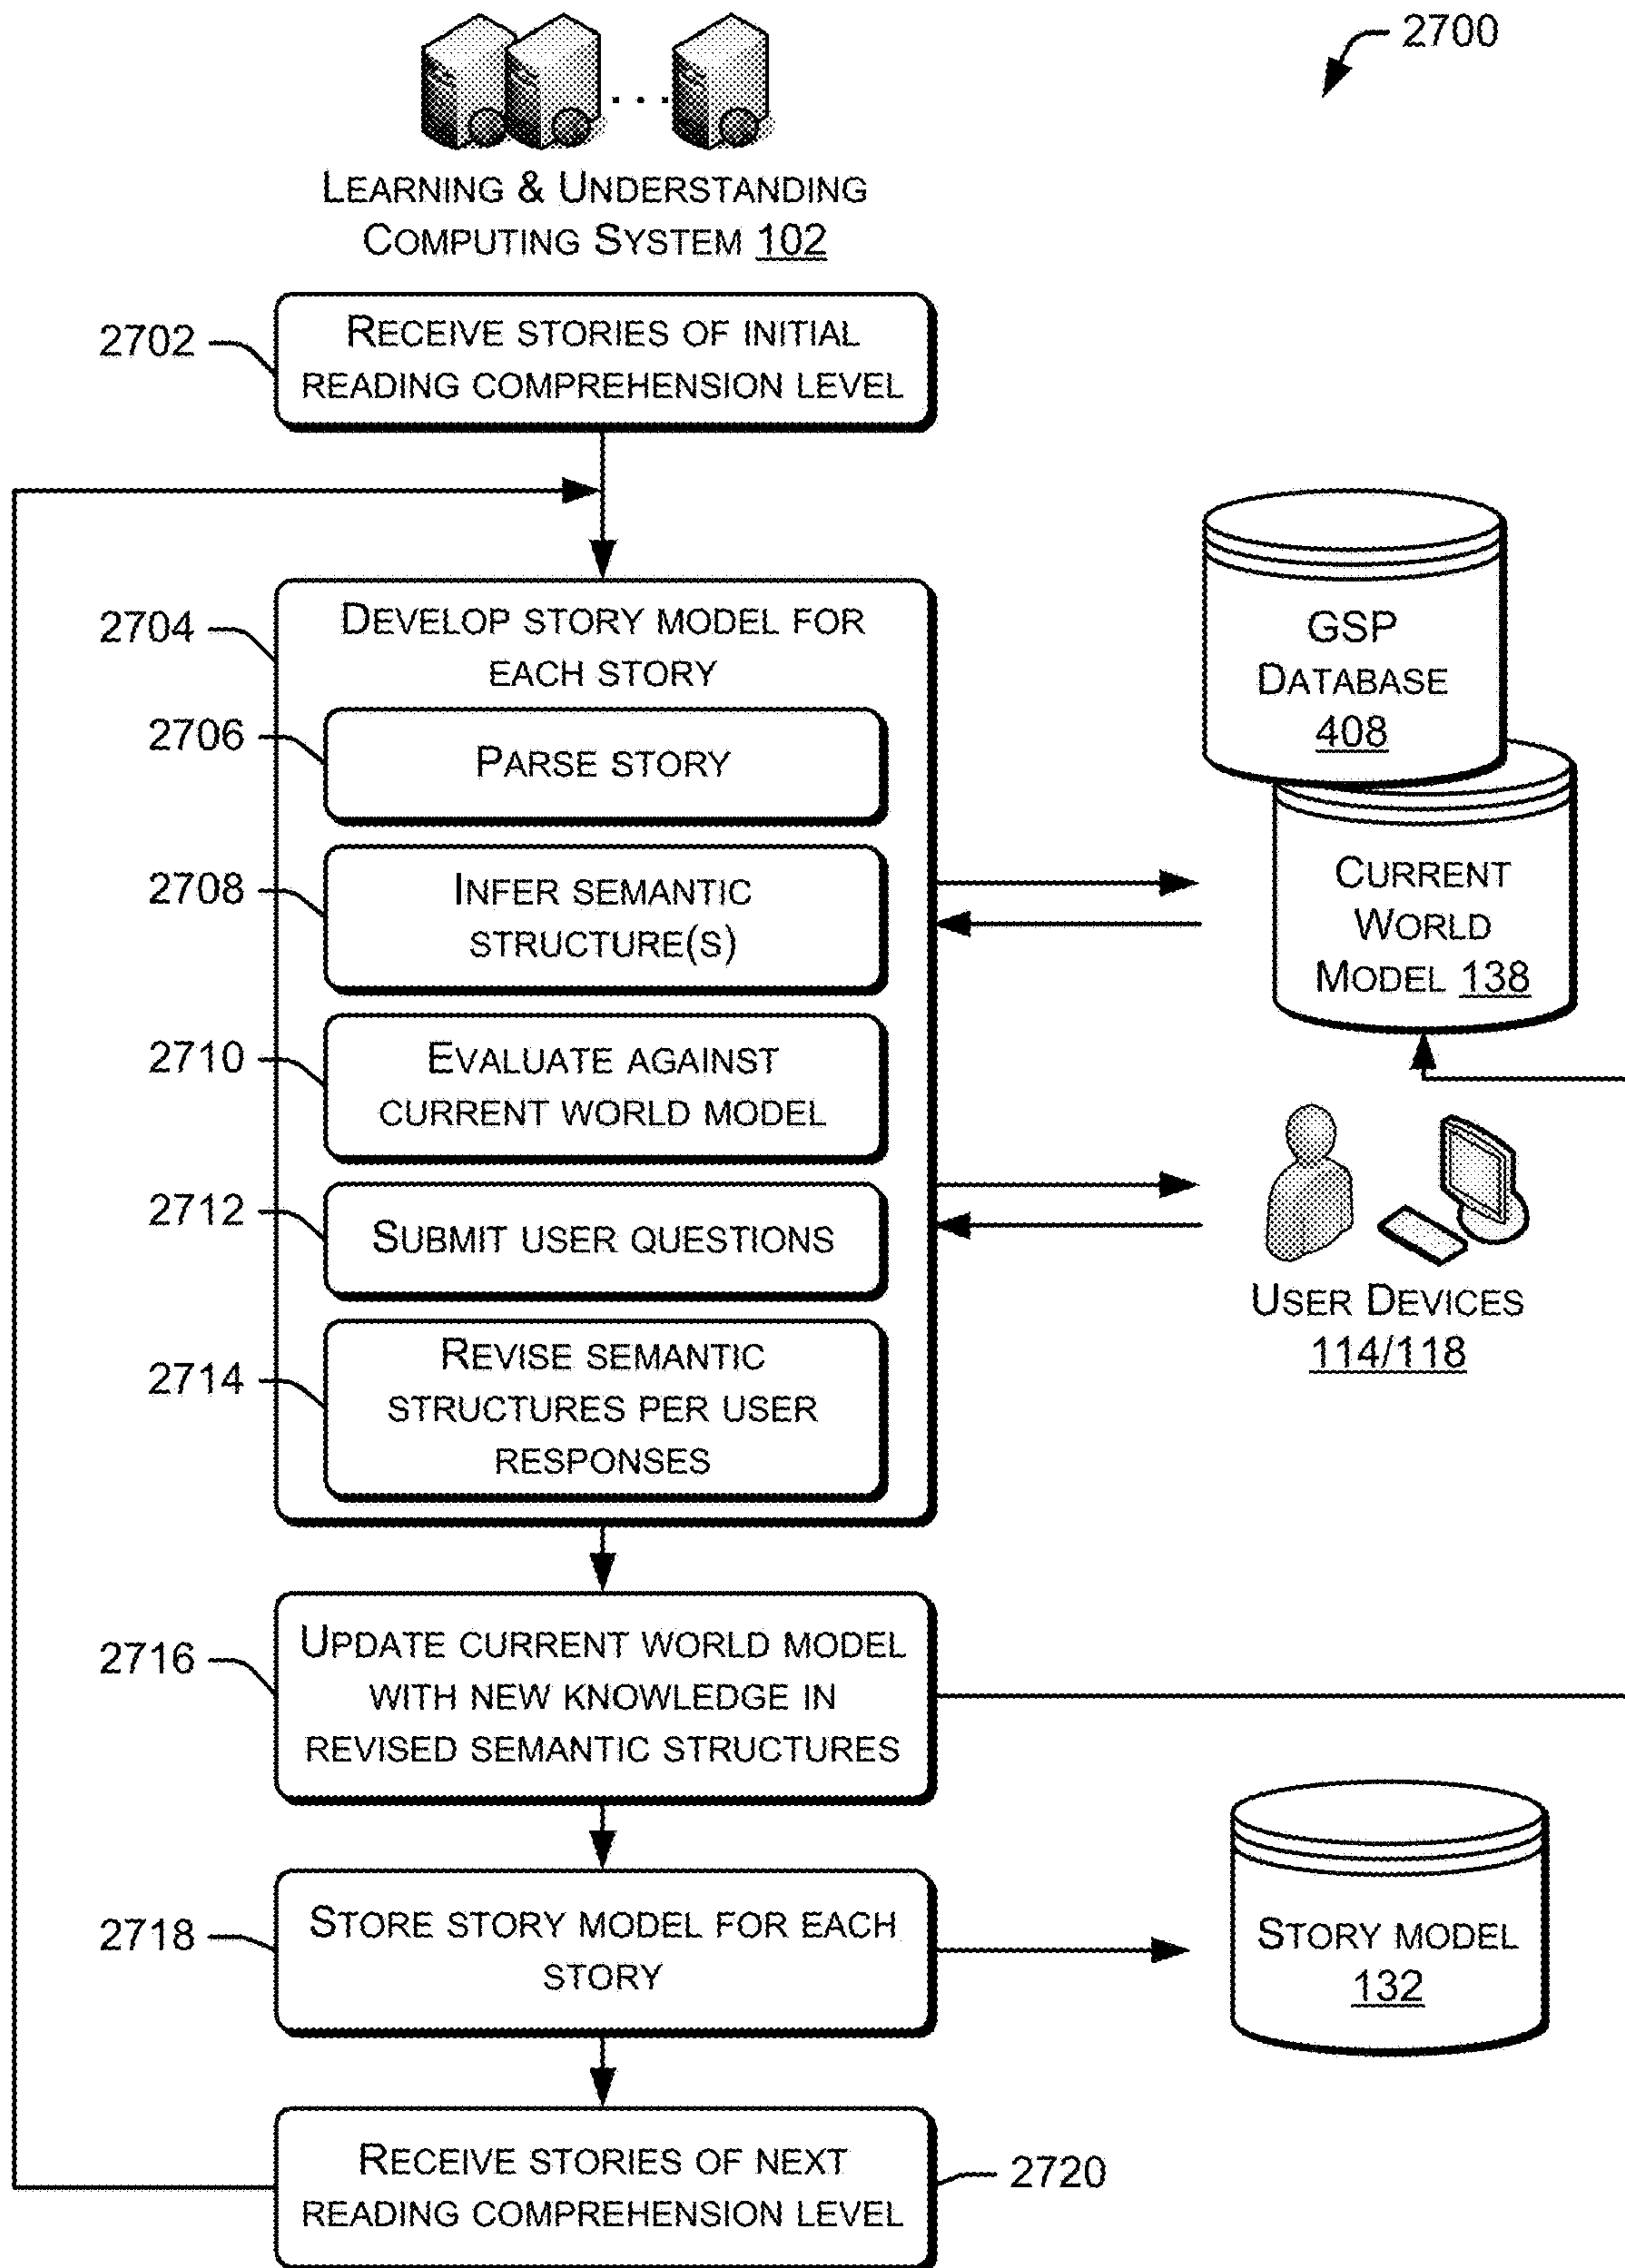 2700
LEARNING & UNDERSTANDING
COMPUTING SYSTEM 102
2702
RECEIVE STORIES OF INITIAL
READING COMPREHENSION LEVEL
2704
DEVELOP STORY MODEL FOR
EACH STORY
2706
PARSE STORY
2708
INFER SEMANTIC
STRUCTURE(S)
2710
EVALUATE AGAINST
CURRENT WORLD MODEL
2712
SUBMIT USER QUESTIONS
2714
REVISE SEMANTIC
STRUCTURES PER USER
RESPONSES
GSP
DATABASE
408
CURRENT
WORLD
MODEL 138
USER DEVICES
114/118
2716
UPDATE CURRENT WORLD MODEL
WITH NEW KNOWLEDGE IN
REVISED SEMANTIC STRUCTURES
2718
STORE STORY MODEL FOR EACH
STORY
STORY MODEL
132
RECEIVE STORIES OF NEXT
READING COMPREHENSION LEVEL
2720